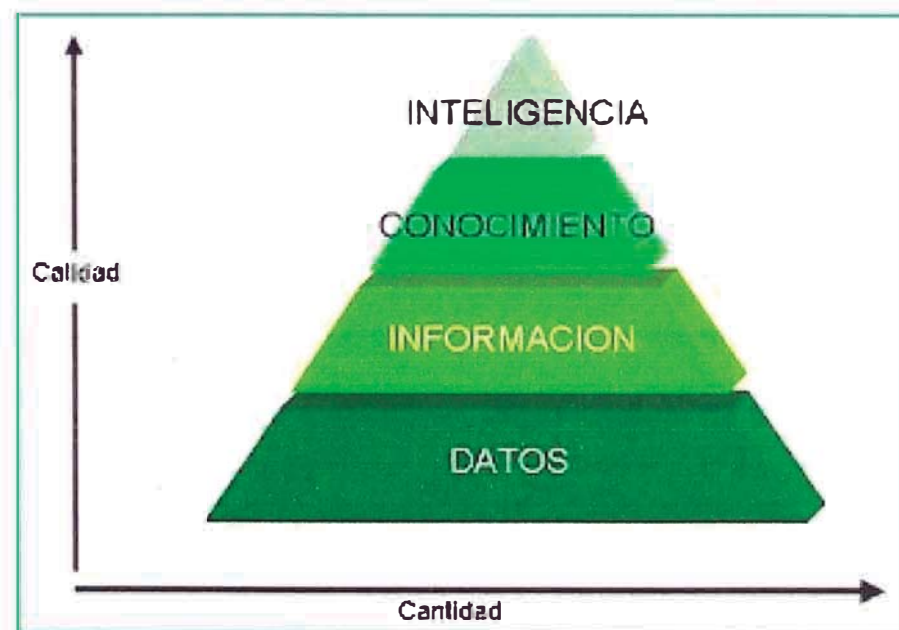 INTELIGENCIA
CONOCIMIENTO
Calidad
INFORMACION
DATOS
Cantidad